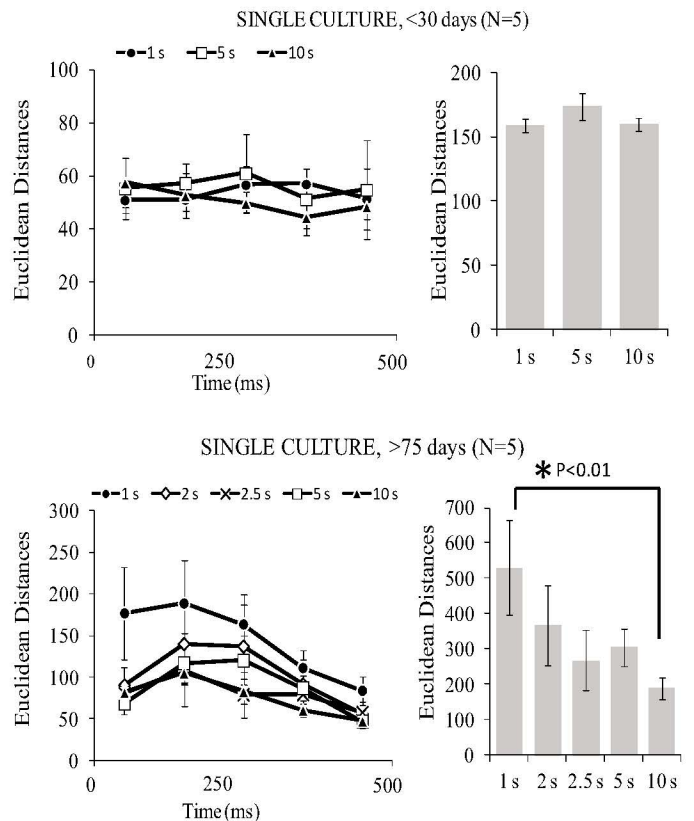 SINGLE CULTURE, <30 days (N=5)
1 s 5 s 10 s
Euclidean Distances
100
80
60
40
20
0
0 250 500
Time (ms)
Euclidean Distances
200
150
100
50
0
1 s 5 s 10 s
SINGLE CULTURE, >75 days (N=5)
1 s 2 s 2.5 s 5 s 10 s
Euclidean Distances
300
250
200
150
100
50
0
0 250 500
Time (ms)
* P<0.01
Euclidean Distances
700
600
500
400
300
200
100
0
1 s 2 s 2.5 s 5 s 10 s